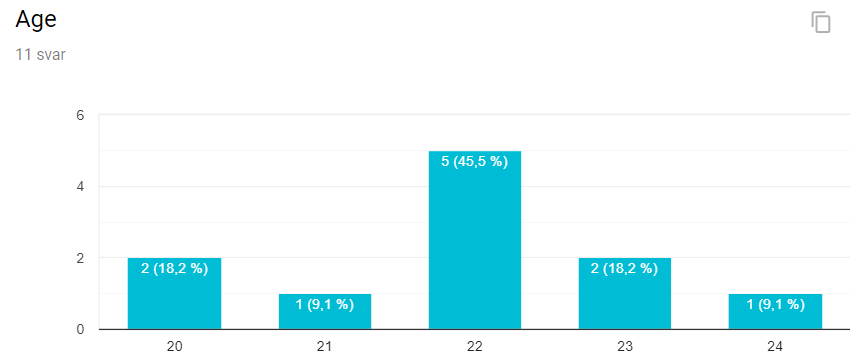 Age
11 svar
6
4
2
0
2 (18,2 %)
1 (9,1 %)
5 (45,5 %)
2 (18,2 %)
1 (9,1 %)
20 21 22 23 24